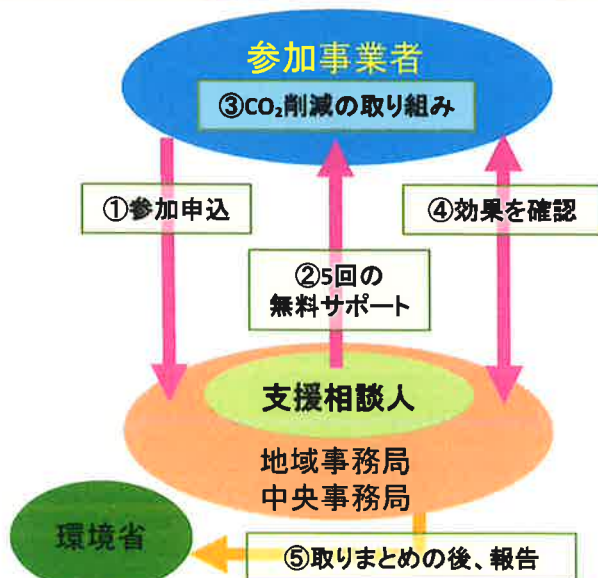 参加事業者
③CO₂削減の取り組み
①参加申込
④効果を確認
②5回の
無料サポート
支援相談人
地域事務局
中央事務局
環境省
⑤取りまとめの後、報告